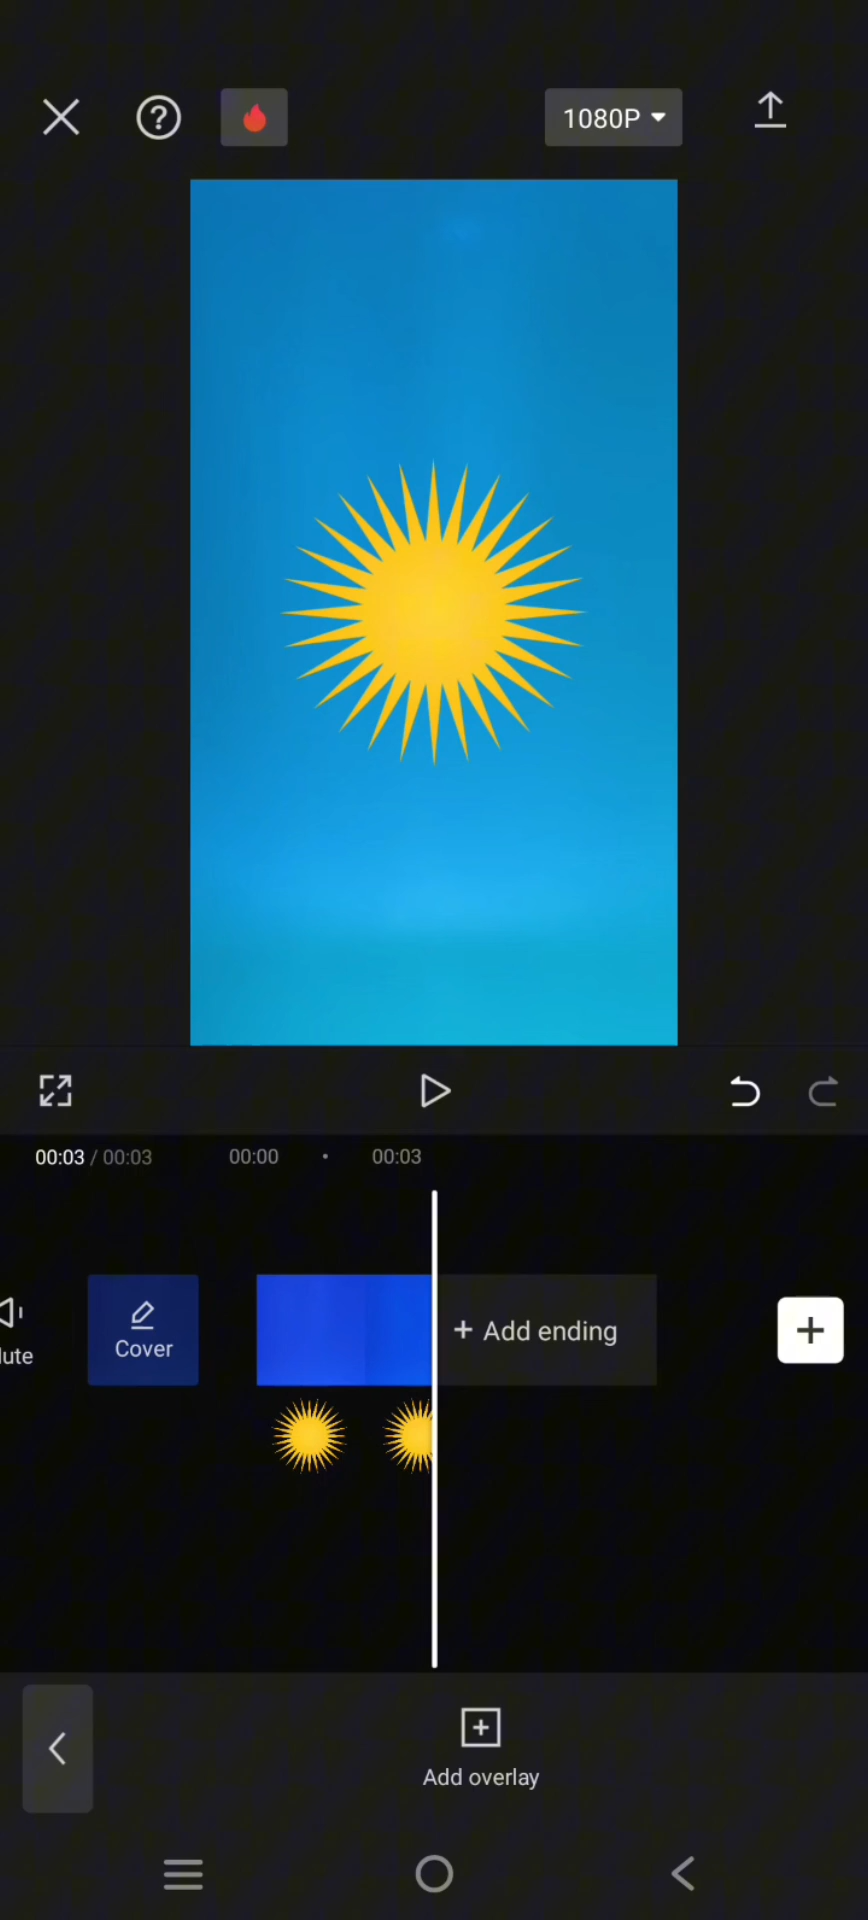 1080P
00:03 / 00:03 00:00 00:03
Cover
+ Add ending
Add overlay